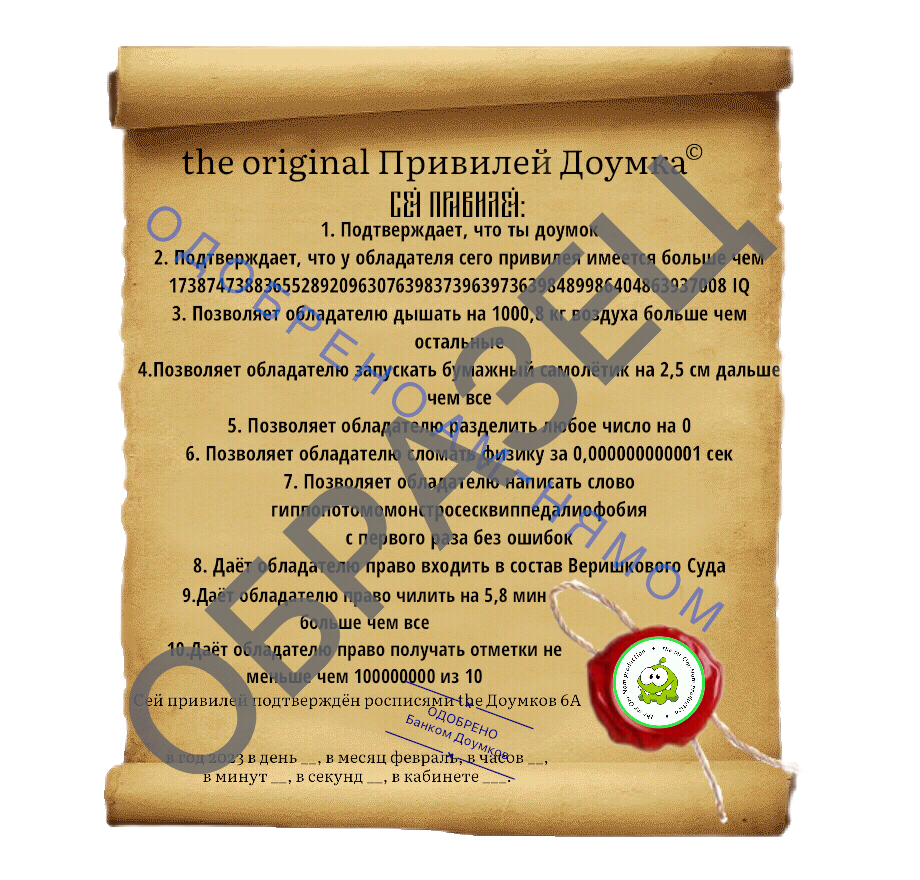 the original Привилей Доумка©
СЕЙ ПРИВИЛЕЙ:
1. Подтверждает, что ты доумок
2. Подтверждает, что у обладателя сего привилея имеется больше чем
173874738836552892096307639837396397363984899864048639З7008 IQ
3. Позволяет обладателю дышать на 1000,8 кг воздуха больше чем
остальные
4.Позволяет обладателю запускать бумажный самолётик на 2,5 см дальше
чем все
5. Позволяет обладателю разделить любое число на 0
6. Позволяет обладателю сломать физику за 0,000000000001 сек
7. Позволяет обладателю написать слово
гиппопотомомонстросесквиппедалиофобия
с первого раза без ошибок
8. Даёт обладателю право входить в состав Веришкового Суда
9.Даёт обладателю право чилить на 5,8 мин
больше чем все
10.Даёт обладателю право получать отметки не
меньше чем 100000000 из 10
Сей привилей подтверждён росписями the Доумков 6А
в год 2023 в день __, в месяц февраль, в часов __,
в минут __, в секунд __, в кабинете ___.
ОБРАЗЕЦ
ОДОБРЕНО АМ-НЯМОМ
ОДОБРЕНО
Банком Доумков